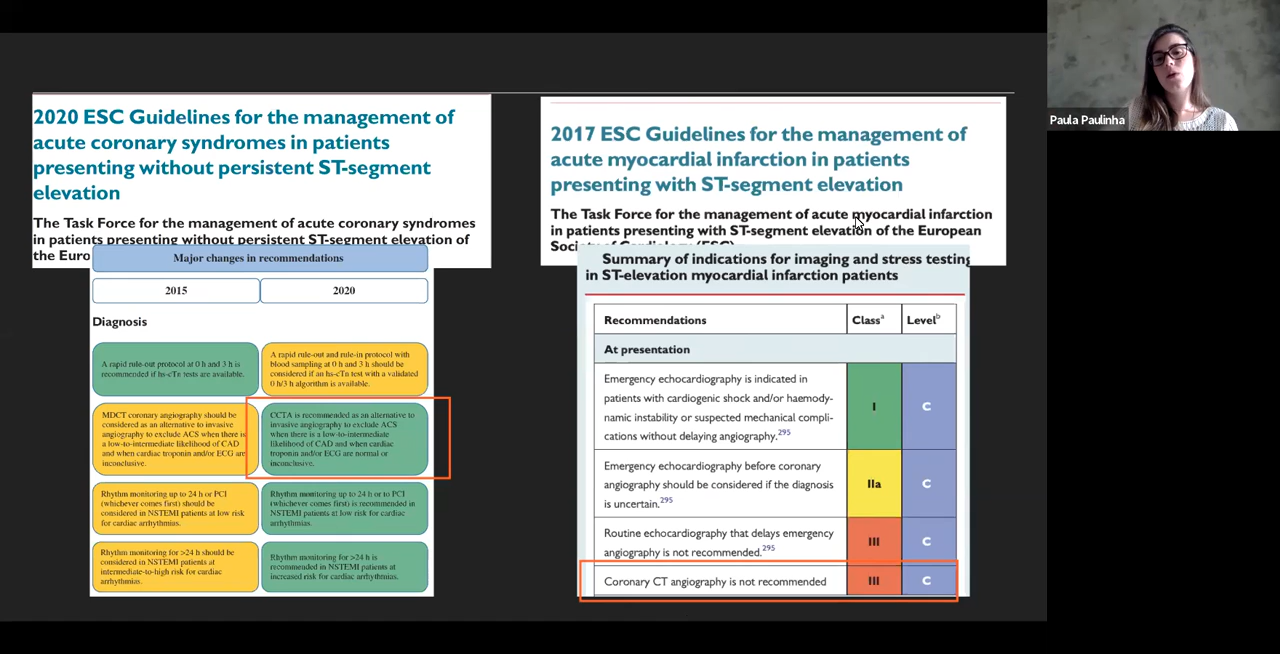 2020 ESC Guidelines for the management of
acute coronary syndromes in patients
presenting without persistent ST-segment
elevation
The Task Force for the management of acute coronary syndromes
in patients presenting without persistent ST-segment elevation of
the Euro
Major changes in recommendations
2015
2020
Diagnosis
A rapid rule-out protocol at 0 h and 3 h is
recommended if hs-cTn tests are available.
A rapid rule-out and rule-in protocol with
blood sampling at 0 h and 3 h should be
considered if an hs-cTn test with a validated
0 h/3 h algorithm is available.
MDCT coronary angiography should be
considered as an alternative to invasive
angiography to exclude ACS when there is
a low-to-intermediate likelihood of CAD
and when cardiac troponin and/or ECG are
inconclusive.
CCTA is recommended as an alternative to
invasive angiography to exclude ACS
when there is a low-to-intermediate
likelihood of CAD and when cardiac
troponin and/or ECG are normal or
inconclusive.
Rhythm monitoring up to 24 h or PCI
(whichever comes first) should be
considered in NSTEMI patients at low risk
for cardiac arrhythmias.
Rhythm monitoring up to 24 h or to PCI
(whichever comes first) is recommended in
NSTEMI patients at low risk for cardiac
arrhythmias.
Rhythm monitoring for >24 h should be
considered in NSTEMI patients at
intermediate-to-high risk for cardiac
arrhythmias.
Rhythm monitoring for >24 h is
recommended in NSTEMI patients at
increased risk for cardiac arrhythmias.
2017 ESC Guidelines for the management of
acute myocardial infarction in patients
presenting with ST-segment elevation
The Task Force for the management of acute myocardial infarction
in patients presenting with ST-segment elevation of the European
Society of Cardiology (ESC)
Summary of indications for imaging and stress testing
in ST-elevation myocardial infarction patients
Recommendations Classa Levelb
At presentation
Emergency echocardiography is indicated in
patients with cardiogenic shock and/or haemody-
namic instability or suspected mechanical compli-
cations without delaying angiography.295
I C
Emergency echocardiography before coronary
angiography should be considered if the diagnosis
is uncertain.295
IIa C
Routine echocardiography that delays emergency
angiography is not recommended.295
III C
Coronary CT angiography is not recommended
III C
Paula Paulinha